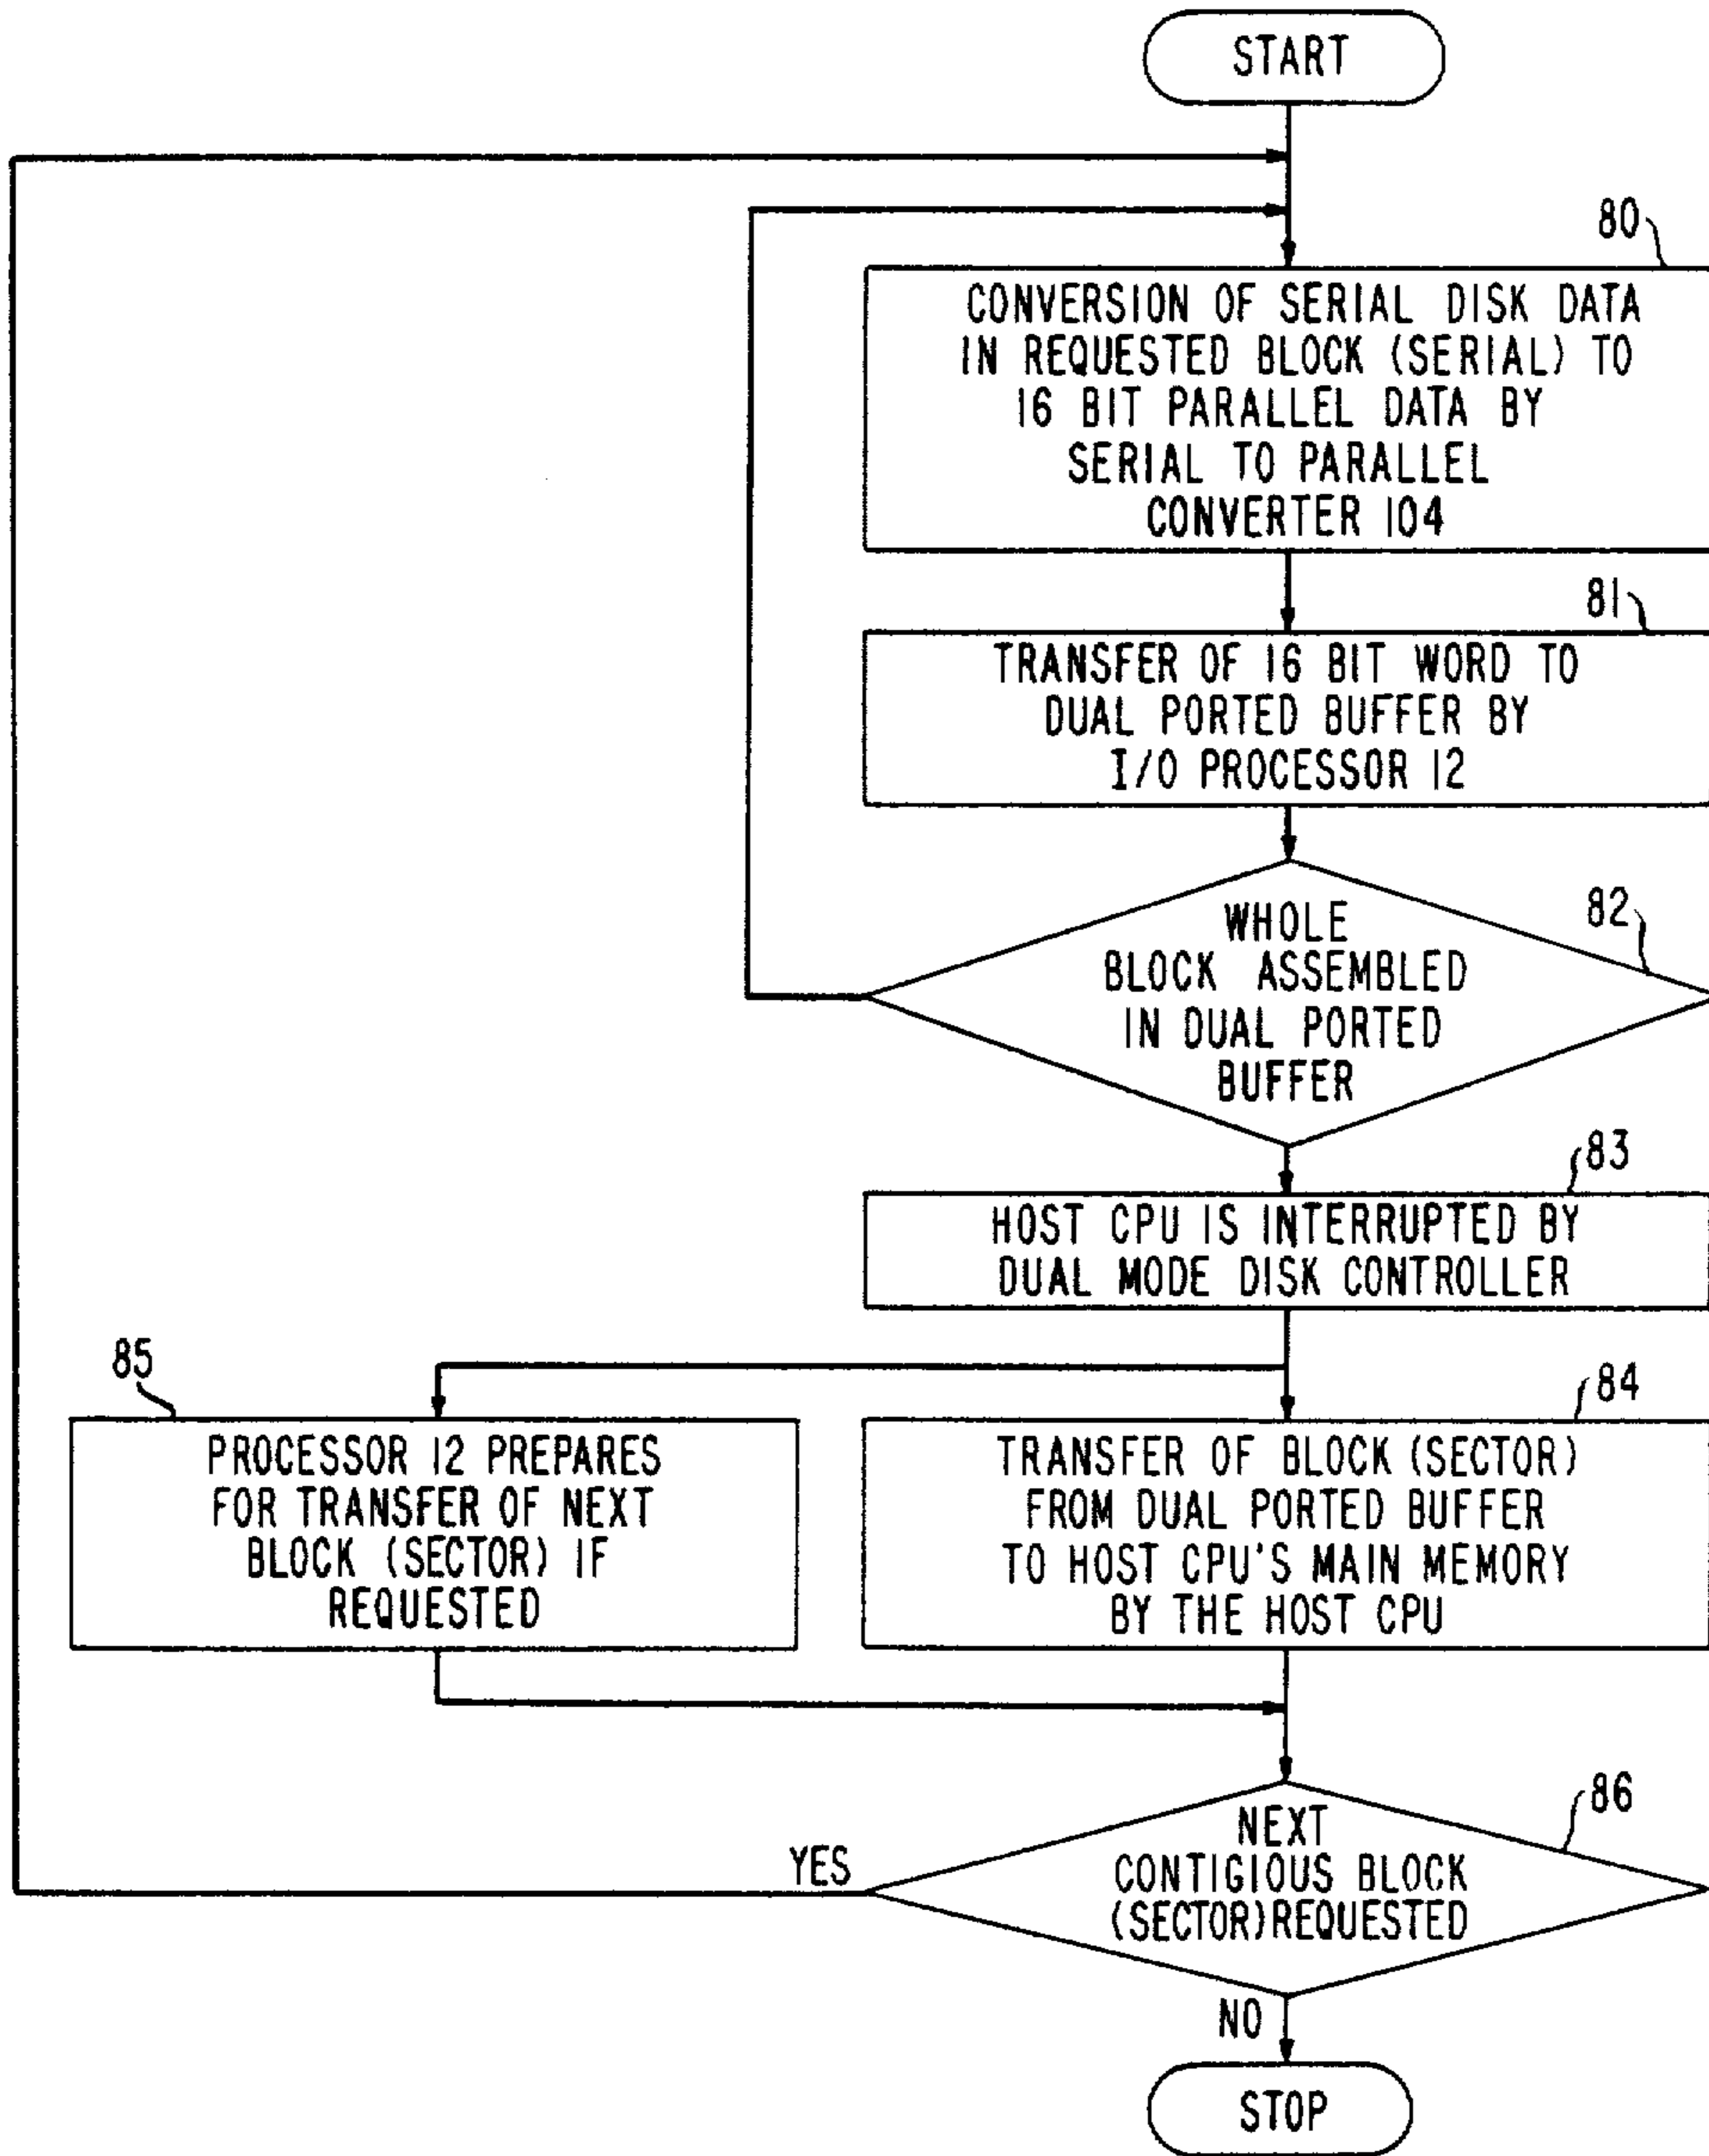 START
80
CONVERSION OF SERIAL DISK DATA
IN REQUESTED BLOCK (SERIAL) TO
16 BIT PARALLEL DATA BY
SERIAL TO PARALLEL
CONVERTER 104
81
TRANSFER OF 16 BIT WORD TO
DUAL PORTED BUFFER BY
I/O PROCESSOR 12
82
WHOLE
BLOCK ASSEMBLED
IN DUAL PORTED
BUFFER
83
HOST CPU IS INTERRUPTED BY
DUAL MODE DISK CONTROLLER
85
PROCESSOR 12 PREPARES
FOR TRANSFER OF NEXT
BLOCK (SECTOR) IF
REQUESTED
84
TRANSFER OF BLOCK (SECTOR)
FROM DUAL PORTED BUFFER
TO HOST CPU'S MAIN MEMORY
BY THE HOST CPU
86
NEXT
CONTIGIOUS BLOCK
(SECTOR) REQUESTED
YES
NO
STOP